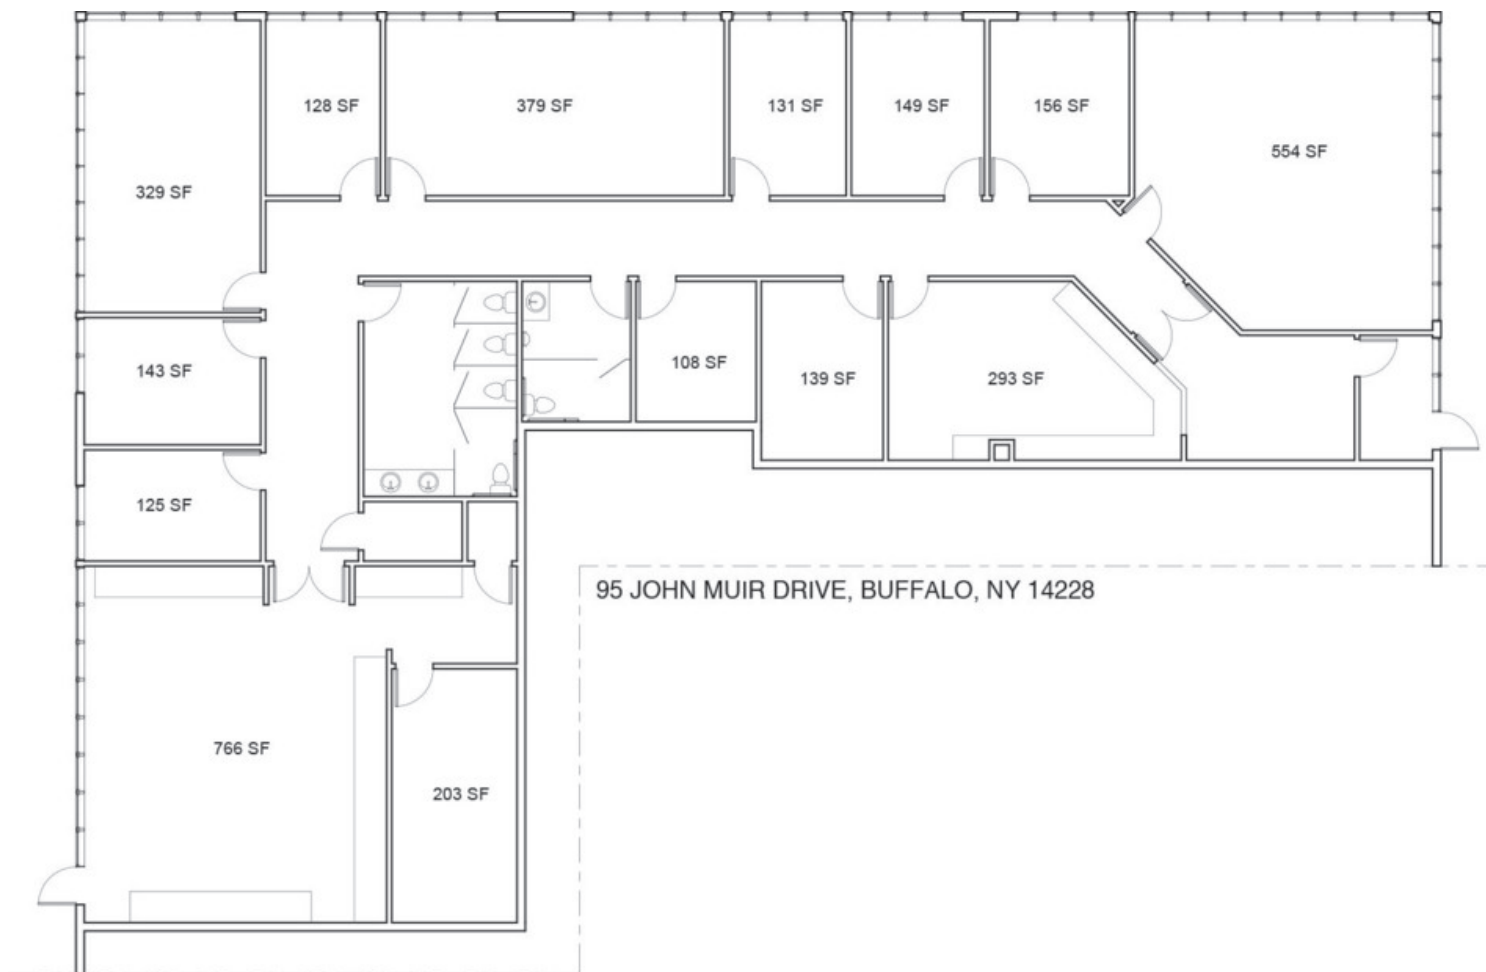 128 SF
379 SF
131 SF
149 SF
156 SF
554 SF
329 SF
143 SF
108 SF
139 SF
293 SF
125 SF
95 JOHN MUIR DRIVE, BUFFALO, NY 14228
766 SF
203 SF